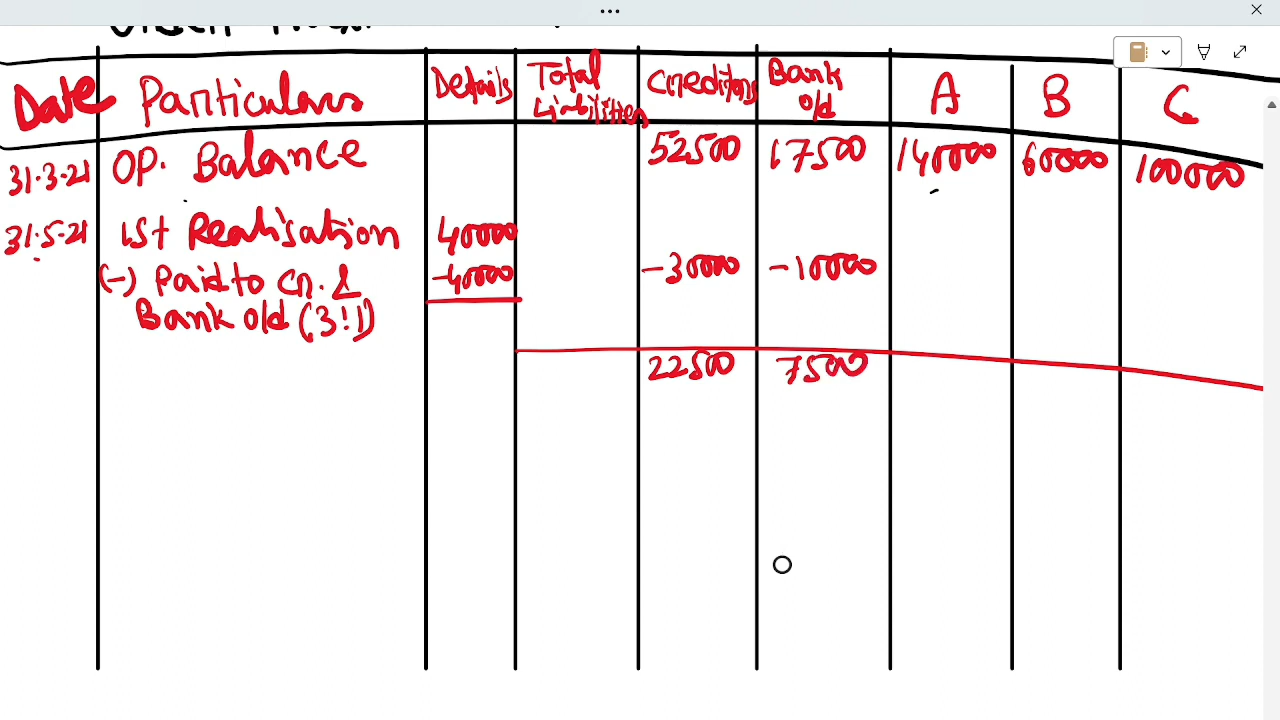 Date Particulars Details Total Liabilities Creditors Bank o/d A B C
31.3.21 OP. Balance 52500 17500 140000 60000 100000
31.5.21 1st Realisation 40000
(-) Paid to cr. & -40000 -30000 -10000
Bank o/d (3:1)
22500 7500